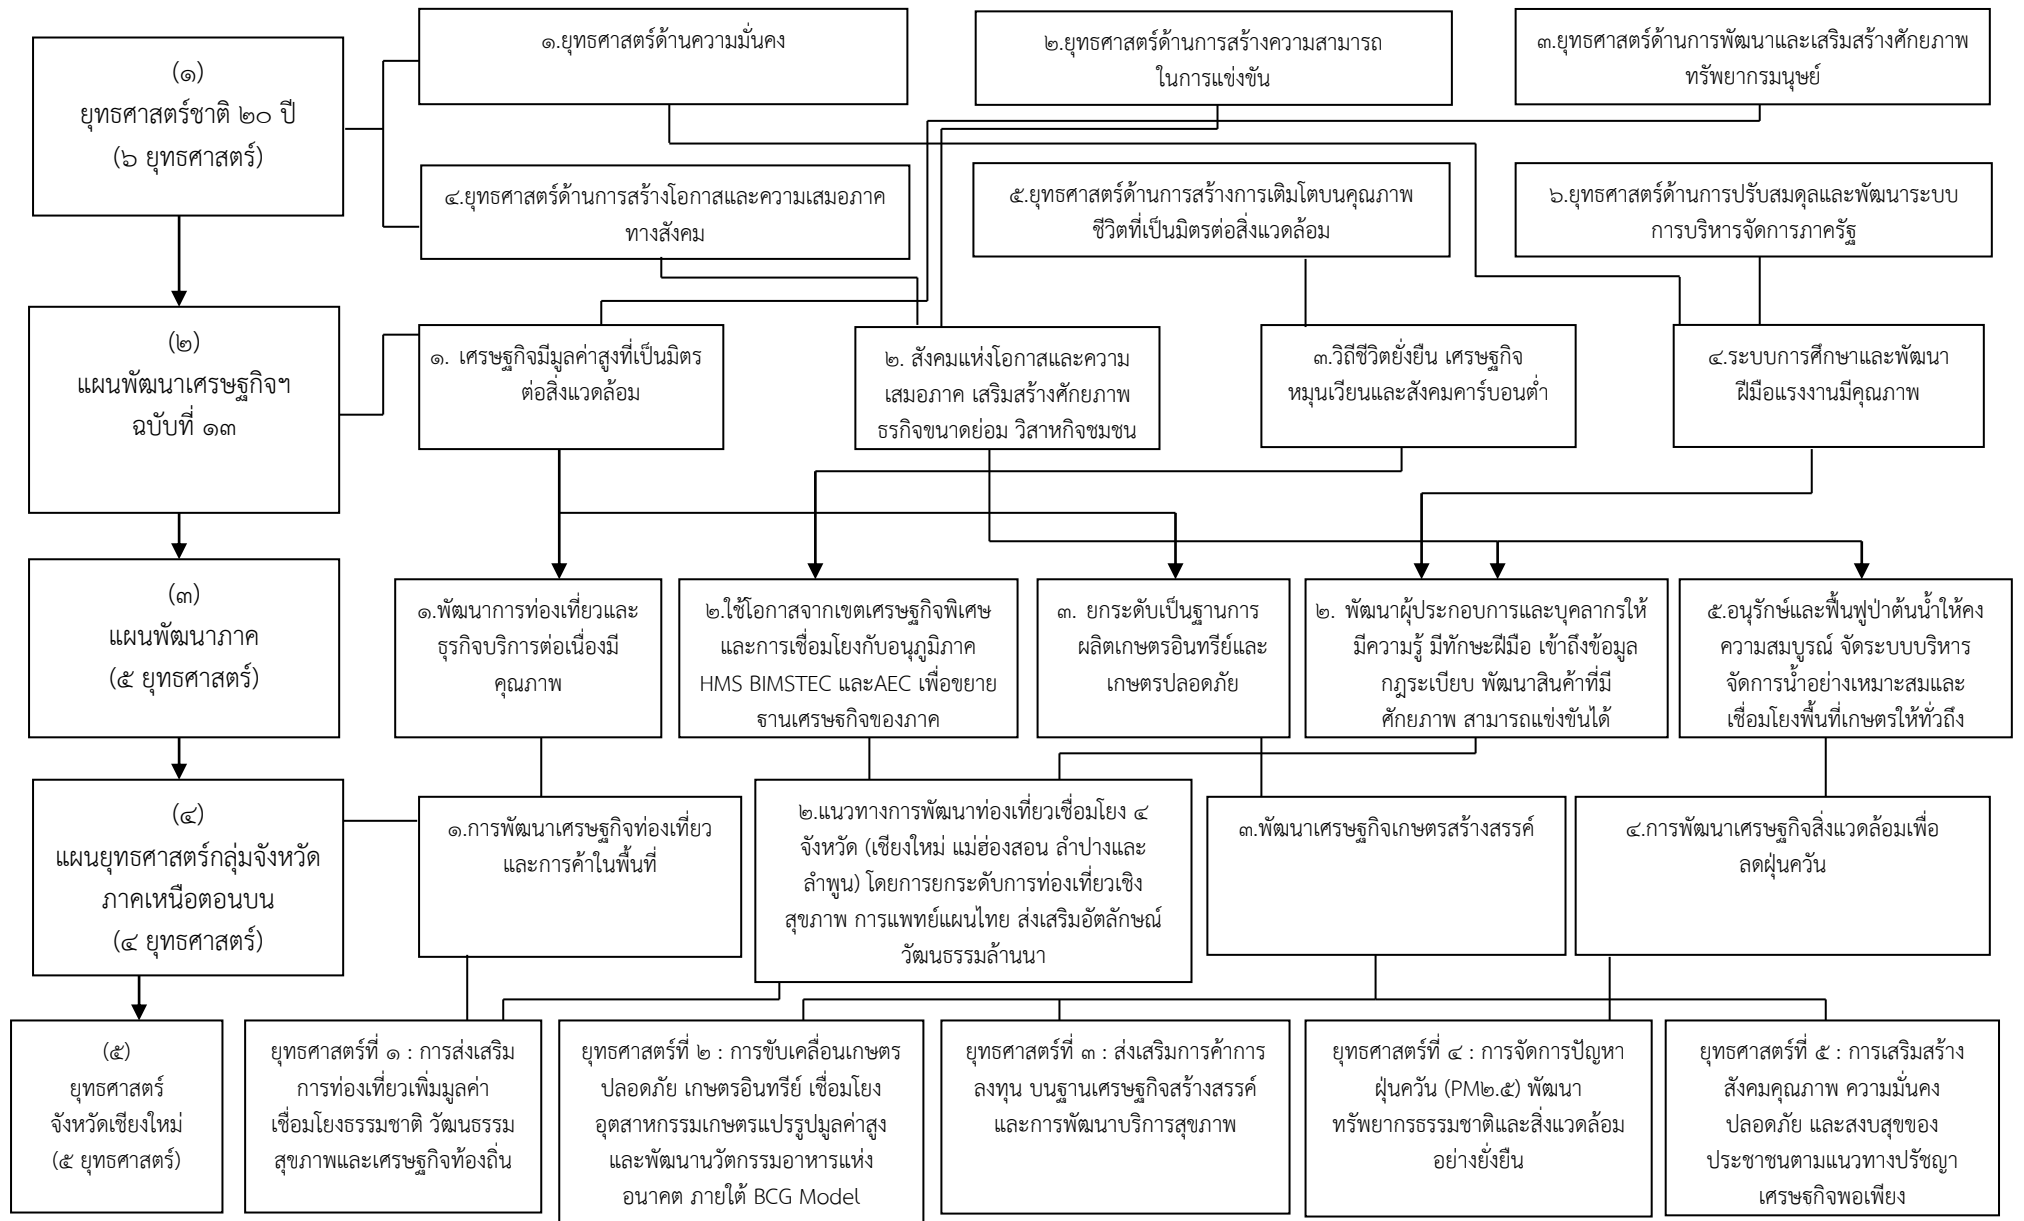 (๑)
ยุทธศาสตร์ชาติ ๒๐ ปี
(๖ ยุทธศาสตร์)
๑.ยุทธศาสตร์ด้านความมั่นคง
๒.ยุทธศาสตร์ด้านการสร้างความสามารถ
ในการแข่งขัน
๓.ยุทธศาสตร์ด้านการพัฒนาและเสริมสร้างศักยภาพ
ทรัพยากรมนุษย์
๔.ยุทธศาสตร์ด้านการสร้างโอกาสและความเสมอภาค
ทางสังคม
๕.ยุทธศาสตร์ด้านการสร้างการเติมโตบนคุณภาพ
ชีวิตที่เป็นมิตรต่อสิ่งแวดล้อม
๖.ยุทธศาสตร์ด้านการปรับสมดุลและพัฒนาระบบ
การบริหารจัดการภาครัฐ
(๒)
แผนพัฒนาเศรษฐกิจฯ
ฉบับที่ ๑๓
๑. เศรษฐกิจมีมูลค่าสูงที่เป็นมิตร
ต่อสิ่งแวดล้อม
๒. สังคมแห่งโอกาสและความ
เสมอภาค เสริมสร้างศักยภาพ
ธรกิจขนาดย่อม วิสาหกิจชมชน
๓.วิถีชีวิตยั่งยืน เศรษฐกิจ
หมุนเวียนและสังคมคาร์บอนต่ำ
๔.ระบบการศึกษาและพัฒนา
ฝีมือแรงงานมีคุณภาพ
(๓)
แผนพัฒนาภาค
(๕ ยุทธศาสตร์)
๑.พัฒนาการท่องเที่ยวและ
ธุรกิจบริการต่อเนื่องมี
คุณภาพ
๒.ใช้โอกาสจากเขตเศรษฐกิจพิเศษ
และการเชื่อมโยงกับอนุภูมิภาค
HMS BIMSTEC และAEC เพื่อขยาย
ฐานเศรษฐกิจของภาค
๓. ยกระดับเป็นฐานการ
ผลิตเกษตรอินทรีย์และ
เกษตรปลอดภัย
๒. พัฒนาผู้ประกอบการและบุคลากรให้
มีความรู้ มีทักษะฝีมือ เข้าถึงข้อมูล
กฎระเบียบ พัฒนาสินค้าที่มี
ศักยภาพ สามารถแข่งขันได้
๕.อนุรักษ์และฟื้นฟูป่าต้นน้ำให้คง
ความสมบูรณ์ จัดระบบบริหาร
จัดการน้ำอย่างเหมาะสมและ
เชื่อมโยงพื้นที่เกษตรให้ทั่วถึง
(๔)
แผนยุทธศาสตร์กลุ่มจังหวัด
ภาคเหนือตอนบน
(๔ ยุทธศาสตร์)
๑.การพัฒนาเศรษฐกิจท่องเที่ยว
และการค้าในพื้นที่
๒.แนวทางการพัฒนาท่องเที่ยวเชื่อมโยง ๔
จังหวัด (เชียงใหม่ แม่ฮ่องสอน ลำปางและ
ลำพูน) โดยการยกระดับการท่องเที่ยวเชิง
สุขภาพ การแพทย์แผนไทย ส่งเสริมอัตลักษณ์
วัฒนธรรมล้านนา
๓.พัฒนาเศรษฐกิจเกษตรสร้างสรรค์
๔.การพัฒนาเศรษฐกิจสิ่งแวดล้อมเพื่อ
ลดฝุ่นควัน
(๕)
ยุทธศาสตร์
จังหวัดเชียงใหม่
(๕ ยุทธศาสตร์)
ยุทธศาสตร์ที่ ๑ : การส่งเสริม
การท่องเที่ยวเพิ่มมูลค่า
เชื่อมโยงธรรมชาติ วัฒนธรรม
สุขภาพและเศรษฐกิจท้องถิ่น
ยุทธศาสตร์ที่ ๒ : การขับเคลื่อนเกษตร
ปลอดภัย เกษตรอินทรีย์ เชื่อมโยง
อุตสาหกรรมเกษตรแปรรูปมูลค่าสูง
และพัฒนานวัตกรรมอาหารแห่ง
อนาคต ภายใต้ BCG Model
ยุทธศาสตร์ที่ ๓ : ส่งเสริมการค้าการ
ลงทุน บนฐานเศรษฐกิจสร้างสรรค์
และการพัฒนาบริการสุขภาพ
ยุทธศาสตร์ที่ ๔ : การจัดการปัญหา
ฝุ่นควัน (PM๒.๕) พัฒนา
ทรัพยากรธรรมชาติและสิ่งแวดล้อม
อย่างยั่งยืน
ยุทธศาสตร์ที่ ๕ : การเสริมสร้าง
สังคมคุณภาพ ความมั่นคง
ปลอดภัย และสงบสุขของ
ประชาชนตามแนวทางปรัชญา
เศรษฐกิจพอเพียง